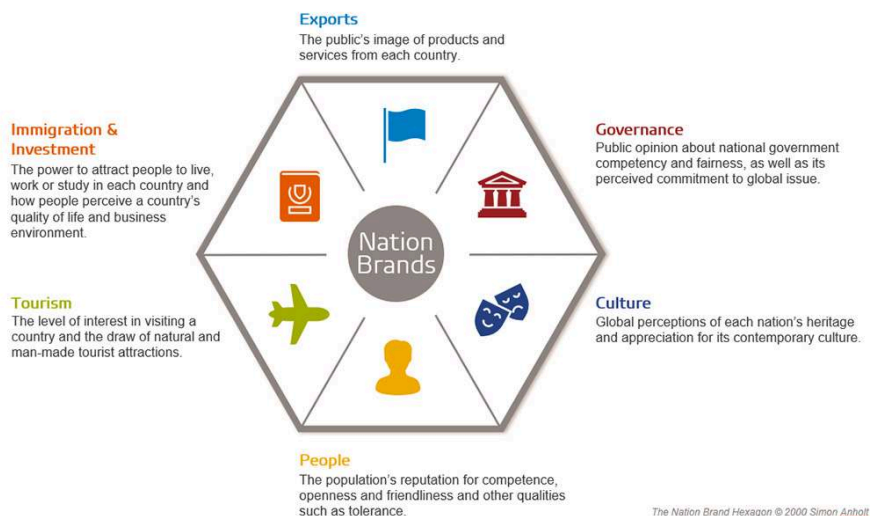 Exports
The public's image of products and
services from each country.
Immigration &
Investment
The power to attract people to live,
work or study in each country and
how people perceive a country's
quality of life and business
environment.
Governance
Public opinion about national government
competency and fairness, as well as its
perceived commitment to global issue.
Nation
Brands
Tourism
The level of interest in visiting a
country and the draw of natural and
man-made tourist attractions.
Culture
Global perceptions of each nation's heritage
and appreciation for its contemporary culture.
People
The population's reputation for competence,
openness and friendliness and other qualities
such as tolerance.
The Nation Brand Hexagon © 2000 Simon Anholt